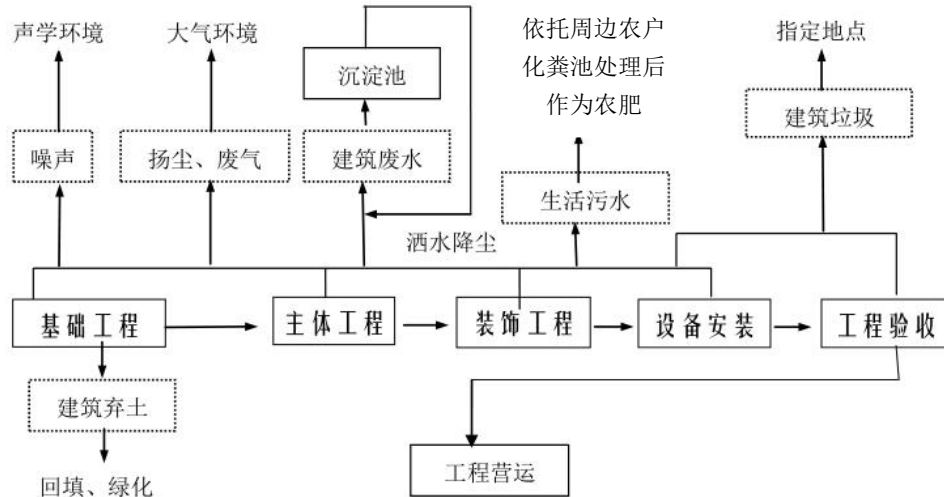 声学环境
大气环境
依托周边农户
化粪池处理后
作为农肥
指定地点
沉淀池
建筑垃圾
噪声
扬尘、废气
建筑废水
生活污水
洒水降尘
基础工程
主体工程
装饰工程
设备安装
工程验收
建筑弃土
工程营运
回填、绿化